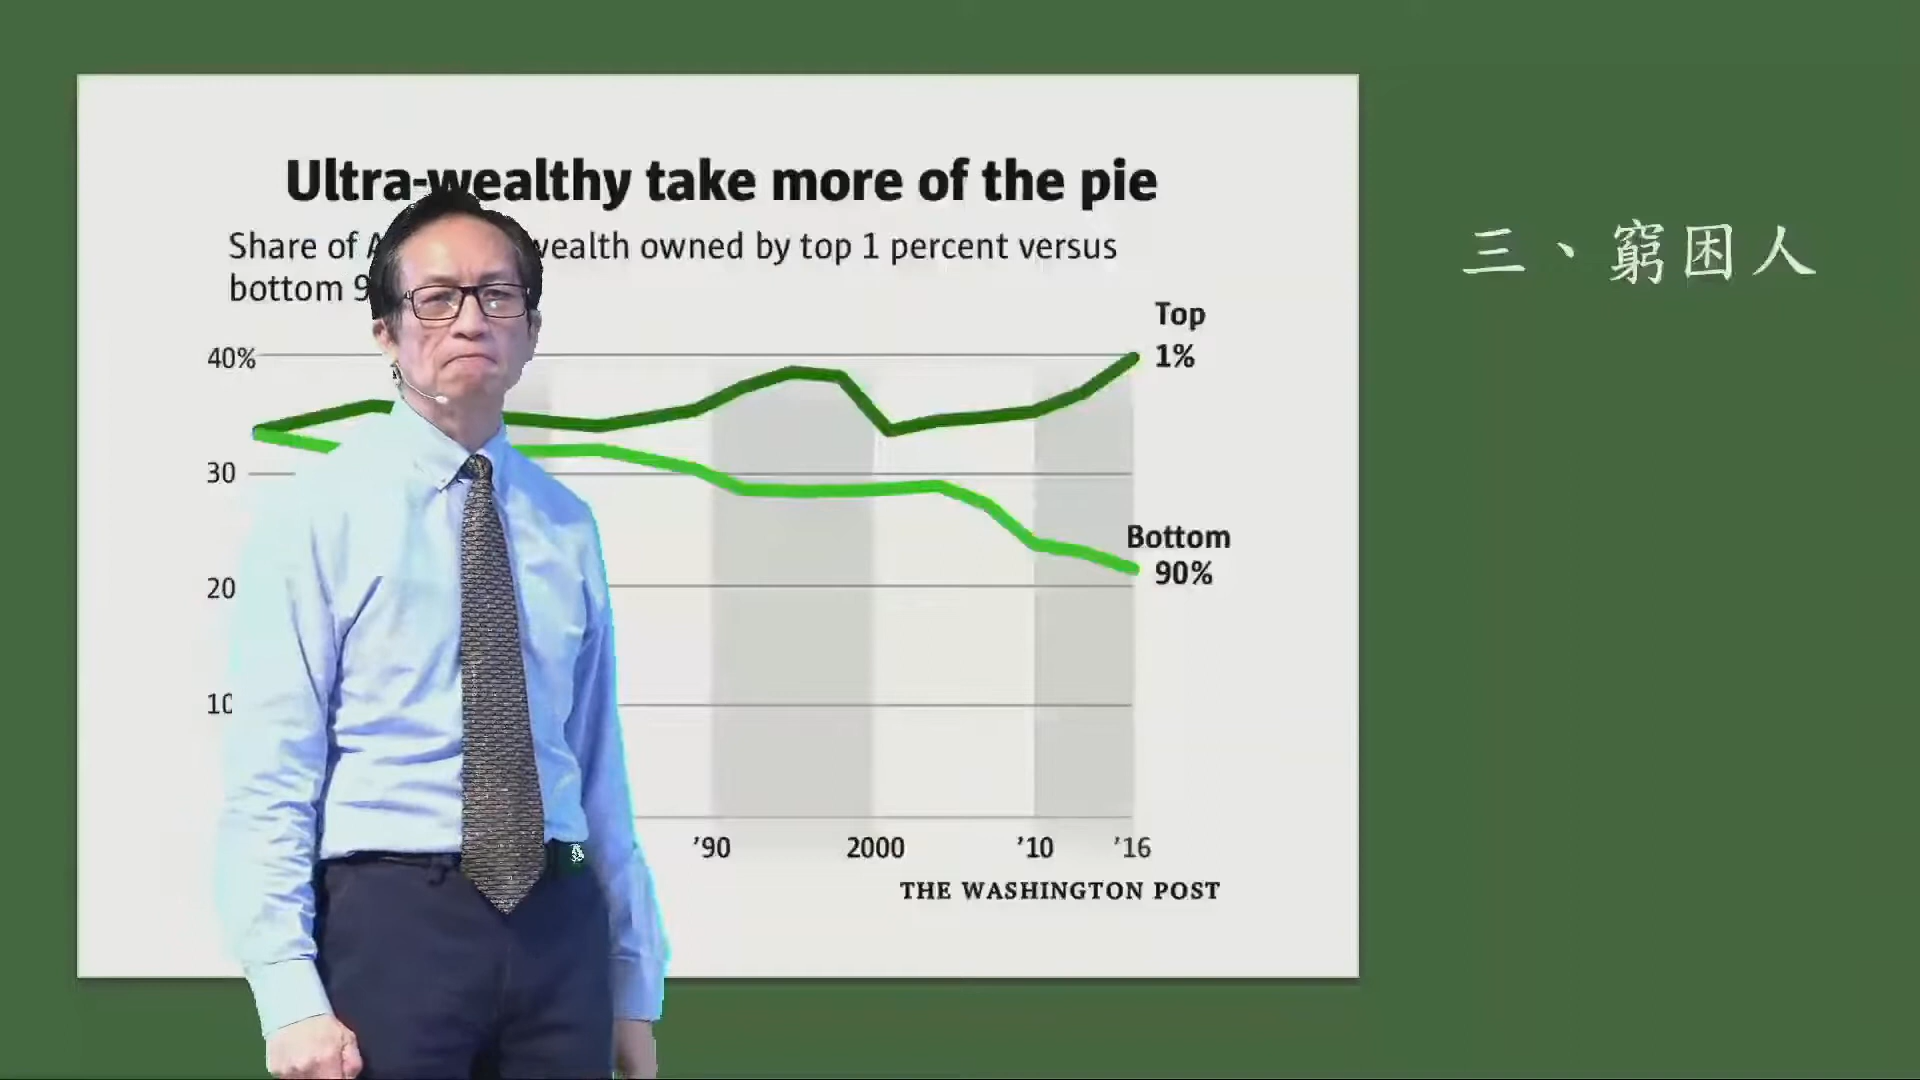 Ultra-wealthy take more of the pie
Share of wealth owned by top 1 percent versus
bottom
三、窮困人
Top
1%
40%
30
Bottom
90%
20
10
'90 2000 '10 '16
THE WASHINGTON POST